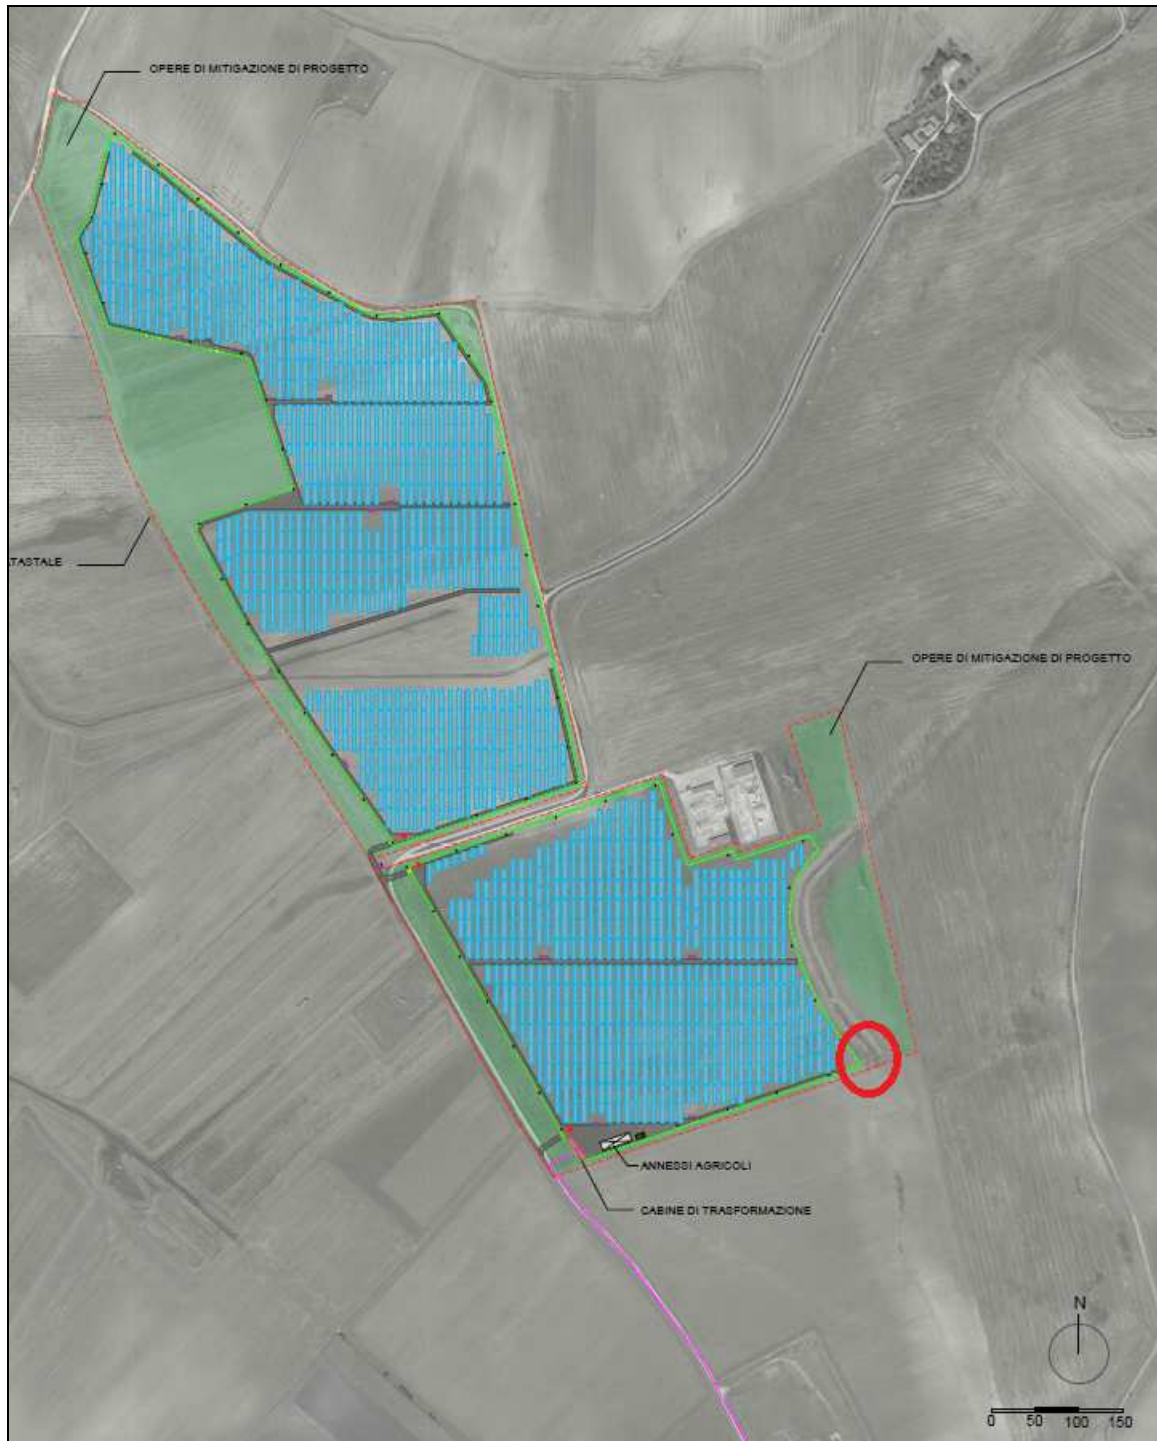 OPERE DI MITIGAZIONE DI PROGETTO
TASTALE
OPERE DI MITIGAZIONE DI PROGETTO
ANNESSI AGRICOLI
CABINE DI TRASFORMAZIONE
N
0 50 100 150